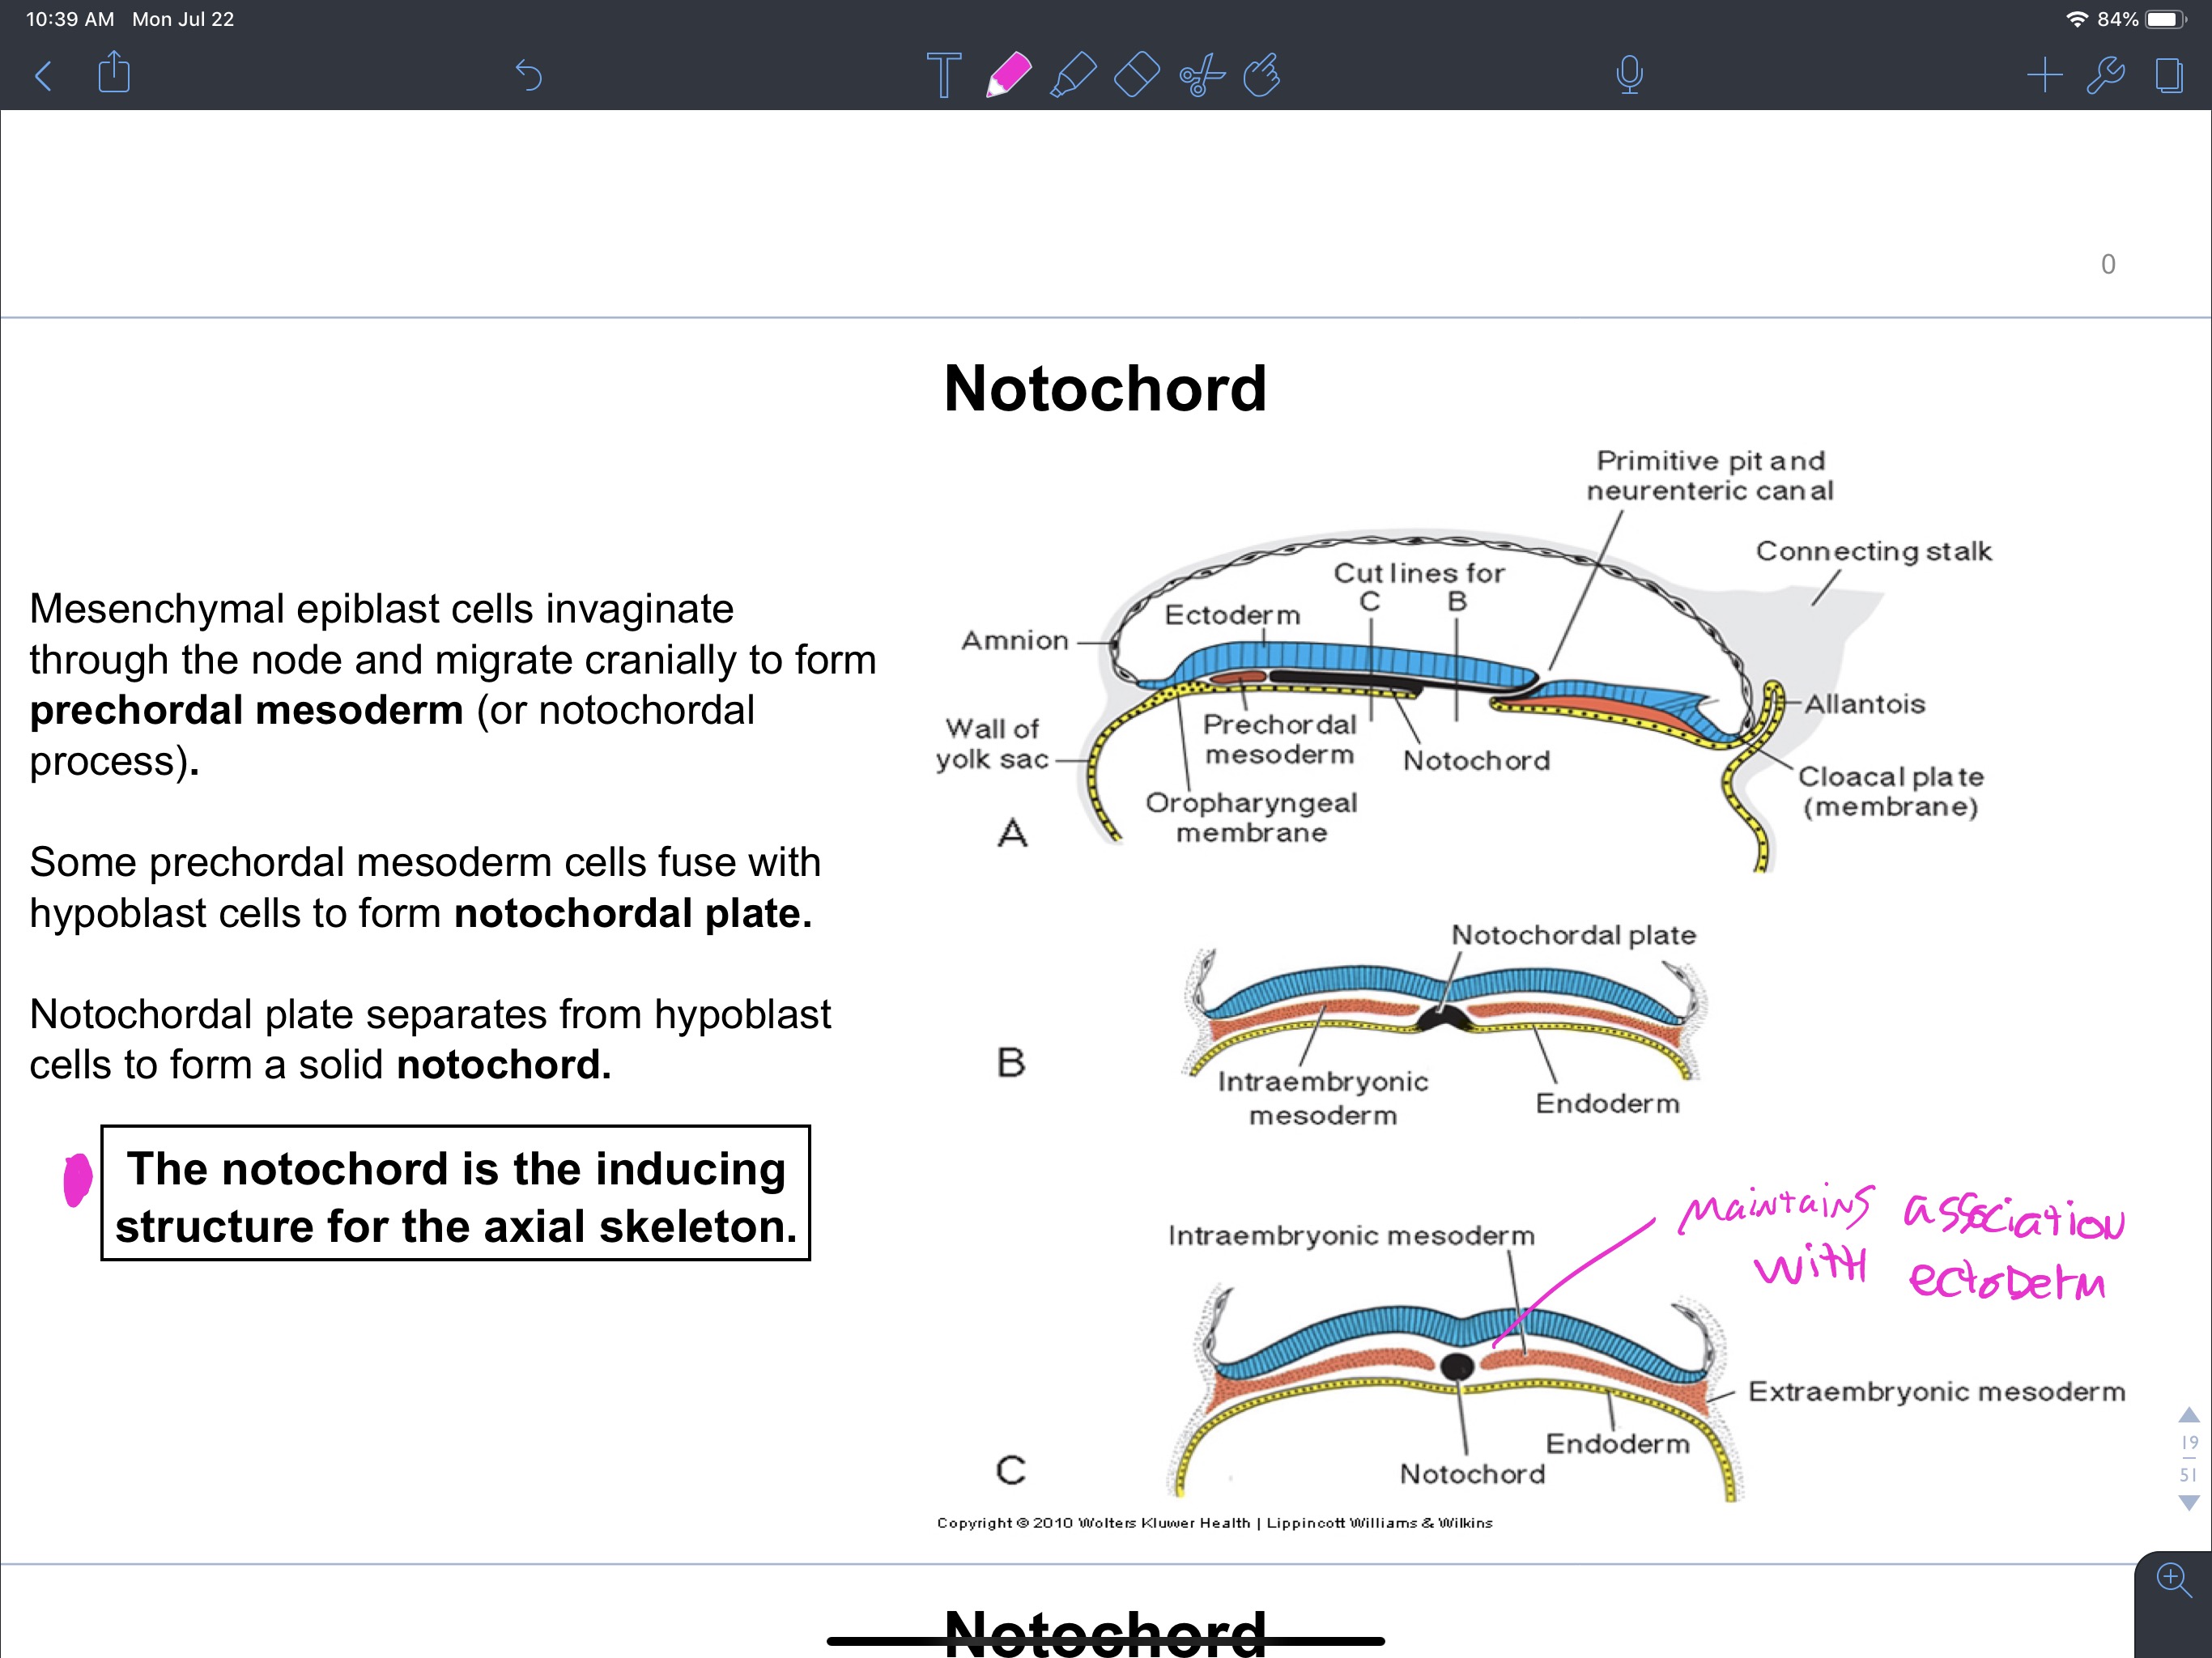 10:39 AM Mon Jul 22
84%
T
0
Notochord
Mesenchymal epiblast cells invaginate
through the node and migrate cranially to form
prechordal mesoderm (or notochordal
process).
Some prechordal mesoderm cells fuse with
hypoblast cells to form notochordal plate.
Notochordal plate separates from hypoblast
cells to form a solid notochord.
The notochord is the inducing
structure for the axial skeleton.
Primitive pit and
neurenteric canal
Connecting stalk
Cut lines for
C B
Ectoderm
Amnion
Allantois
Wall of
yolk sac
Prechordal
mesoderm
Notochord
Cloacal plate
(membrane)
Oropharyngeal
membrane
A
Notochordal plate
B
Intraembryonic
mesoderm
Endoderm
Maintains association
with ectoderm
Intraembryonic mesoderm
Extraembryonic mesoderm
Endoderm
Notochord
C
Copyright © 2010 Wolters Kluwer Health | Lippincott Williams & Wilkins
19
51
Notochord